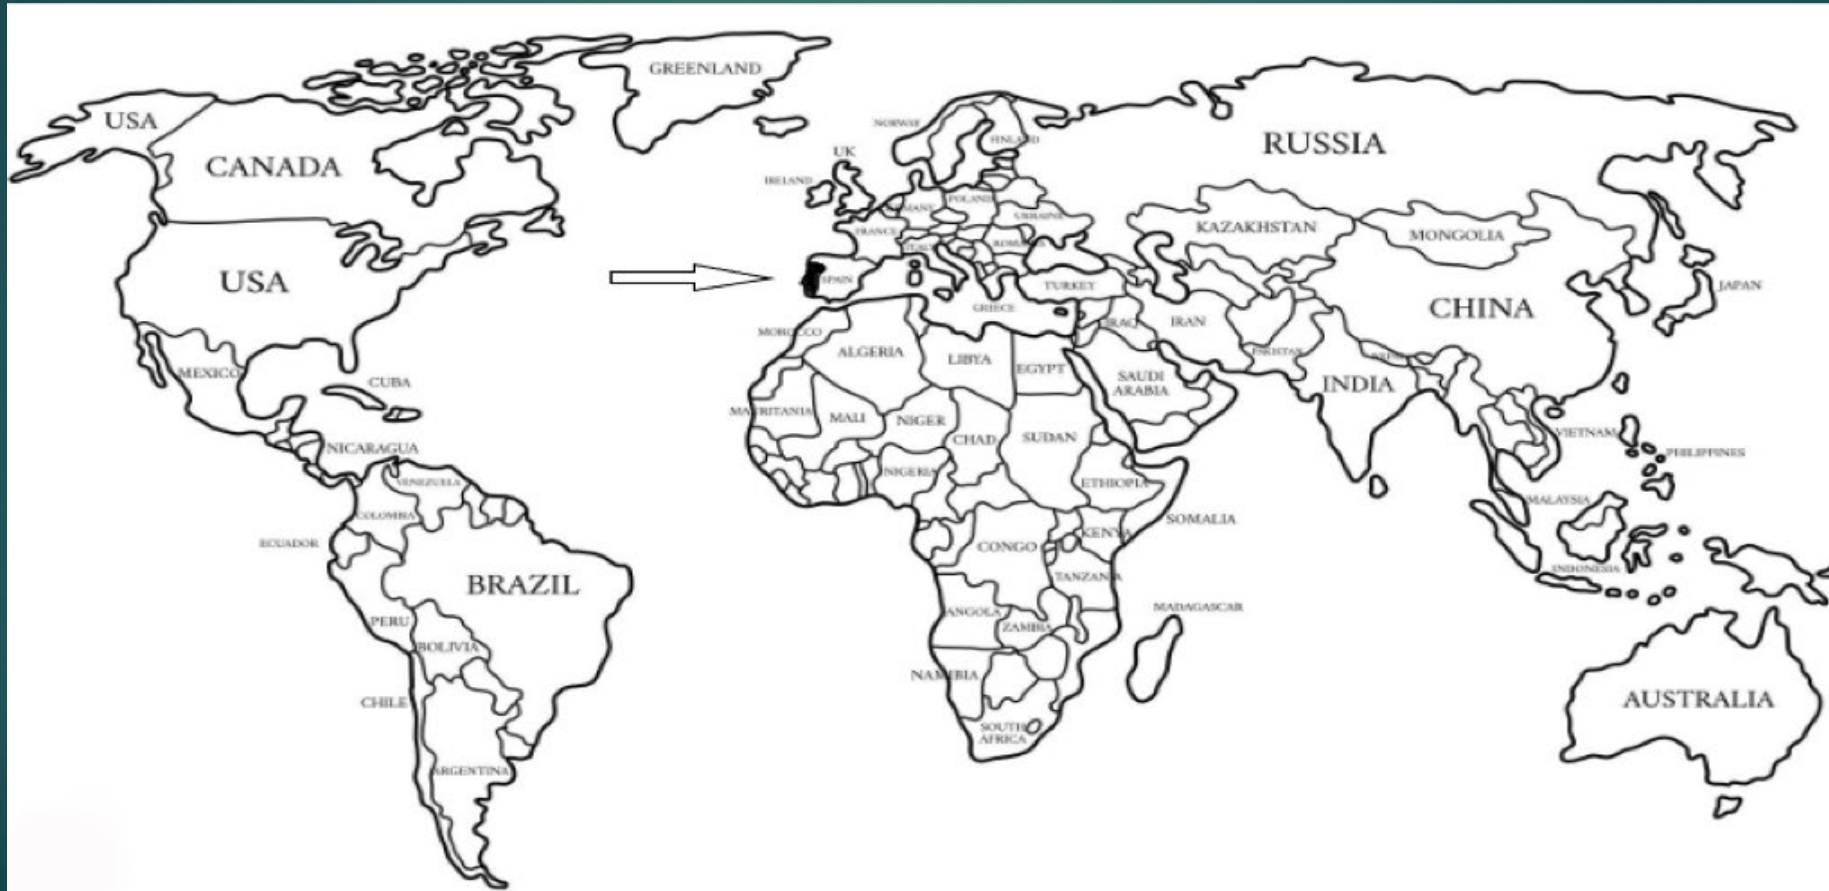 GREENLAND
USA
CANADA
NORWAY
FINLAND
RUSSIA
UK
IRELAND
POLAND
UKRAINE
FRANCE
ITALY
KAZAKHSTAN
MONGOLIA
USA
SPAIN
TURKEY
GREECE
CHINA
JAPAN
MOROCCO
ALGERIA
LIBYA
EGYPT
IRAQ
IRAN
PAKISTAN
NEPAL
INDIA
SAUDI
ARABIA
MEXICO
CUBA
MAURITANIA
MALI
NIGER
CHAD
SUDAN
NICARAGUA
VIETNAM
PHILIPPINES
VENEZUELA
NIGERIA
ETHIOPIA
MALAYSIA
COLOMBIA
SOMALIA
ECUADOR
CONGO
KENYA
INDONESIA
BRAZIL
TANZANIA
PERU
ANGOLA
ZAMBIA
MADAGASCAR
BOLIVIA
NAMIBIA
CHILE
AUSTRALIA
SOUTH
AFRICA
ARGENTINA